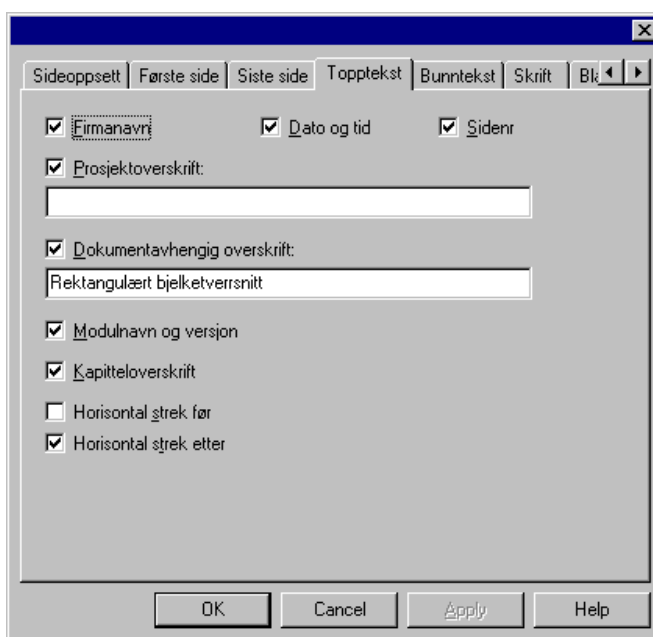 Sideoppsett Første side Siste side Topptekst Bunntekst Skrift
Firmanavn Dato og tid Sidenr
Prosjektoverskrift:
Dokumentavhengig overskrift:
Rektangulært bjelketverrsnitt
Modulnavn og versjon
Kapitteloverskrift
Horisontal strek før
Horisontal strek etter
OK Cancel Apply Help